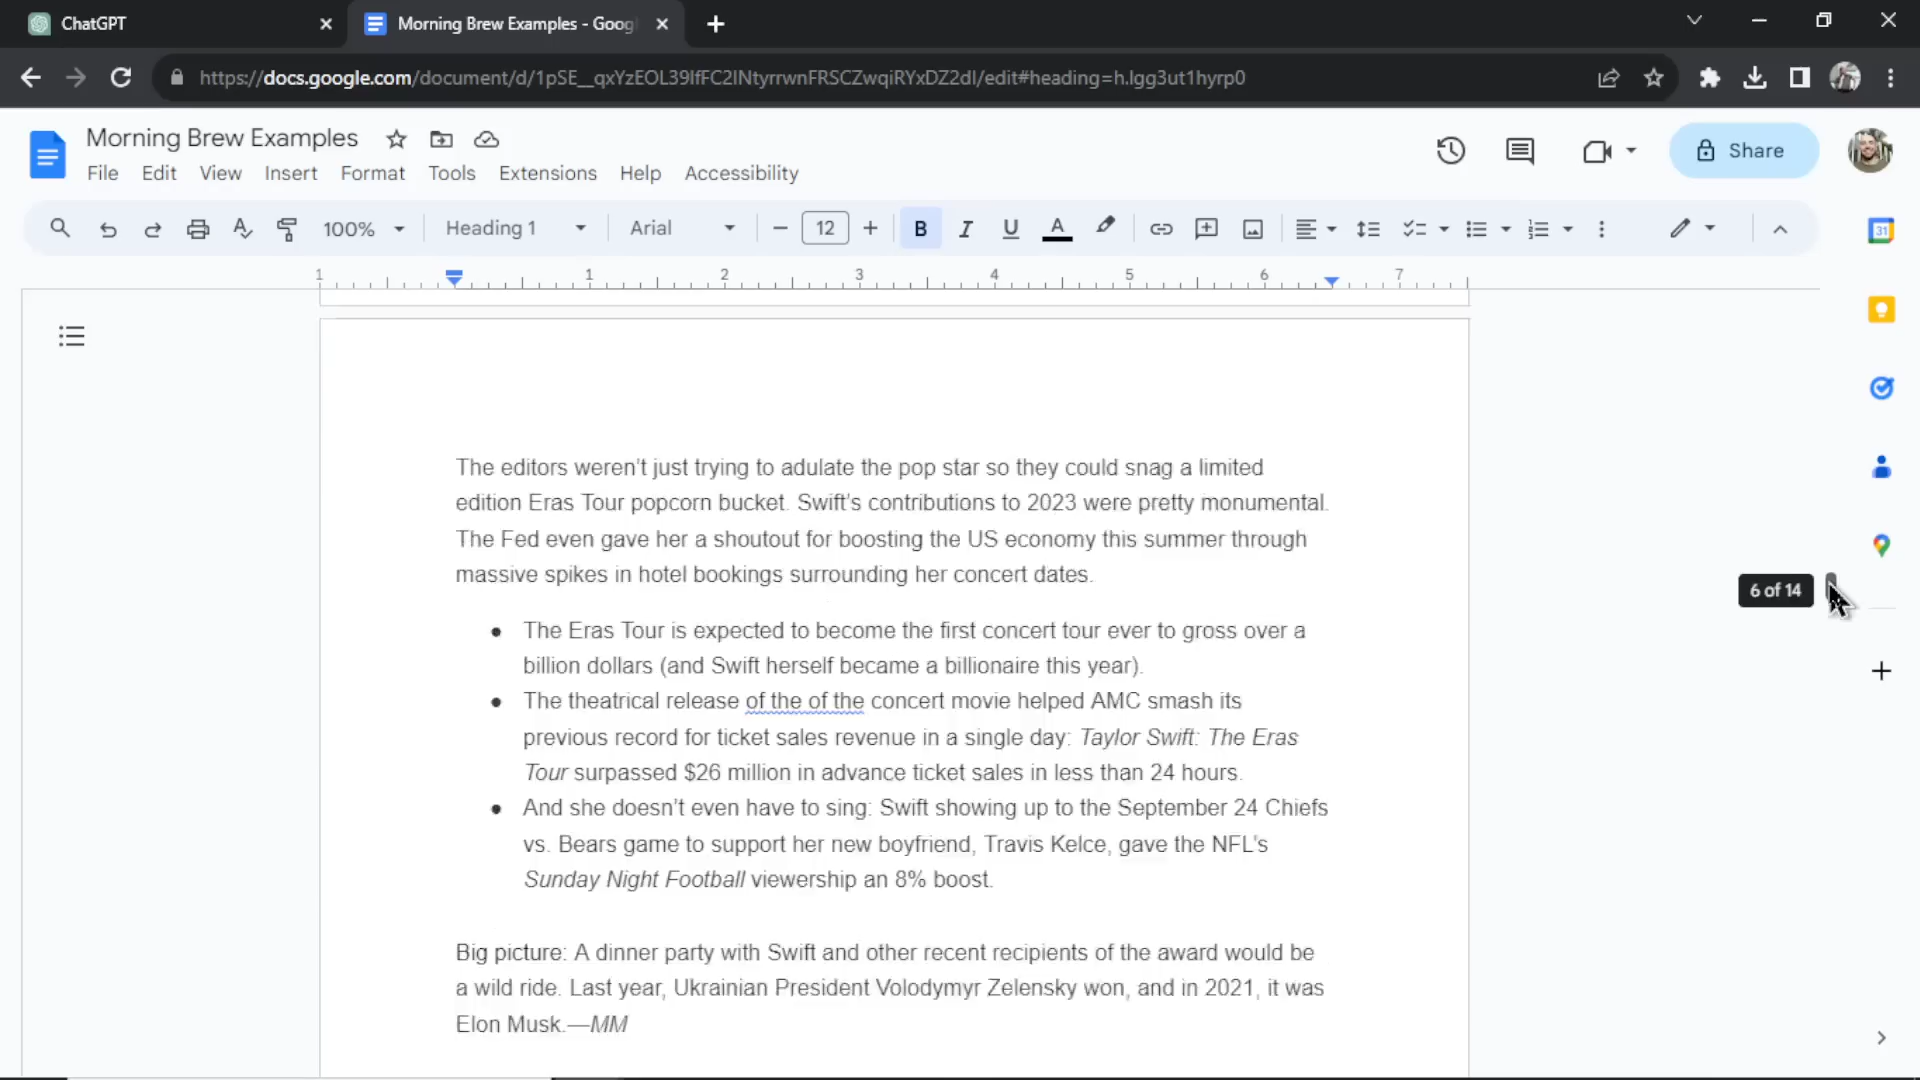 ChatGPT
Morning Brew Examples - Goog
https://docs.google.com/document/d/1pSE_qxYzEOL39lfFC2lNtyrrwnFRSCZwqiRYxDZ2dI/edit#heading=h.lgg3ut1hyrp0
Morning Brew Examples
Share
File Edit View Insert Format Tools Extensions Help Accessibility
100% Heading 1 Arial 12 B I U A
31
1 1 2 3 4 5 6 7
The editors weren't just trying to adulate the pop star so they could snag a limited
edition Eras Tour popcorn bucket. Swift's contributions to 2023 were pretty monumental.
The Fed even gave her a shoutout for boosting the US economy this summer through
massive spikes in hotel bookings surrounding her concert dates.
6 of 14
● The Eras Tour is expected to become the first concert tour ever to gross over a
billion dollars (and Swift herself became a billionaire this year).
● The theatrical release of the of the concert movie helped AMC smash its
previous record for ticket sales revenue in a single day: Taylor Swift: The Eras
Tour surpassed $26 million in advance ticket sales in less than 24 hours.
● And she doesn't even have to sing: Swift showing up to the September 24 Chiefs
vs. Bears game to support her new boyfriend, Travis Kelce, gave the NFL's
Sunday Night Football viewership an 8% boost.
Big picture: A dinner party with Swift and other recent recipients of the award would be
a wild ride. Last year, Ukrainian President Volodymyr Zelensky won, and in 2021, it was
Elon Musk.—MM